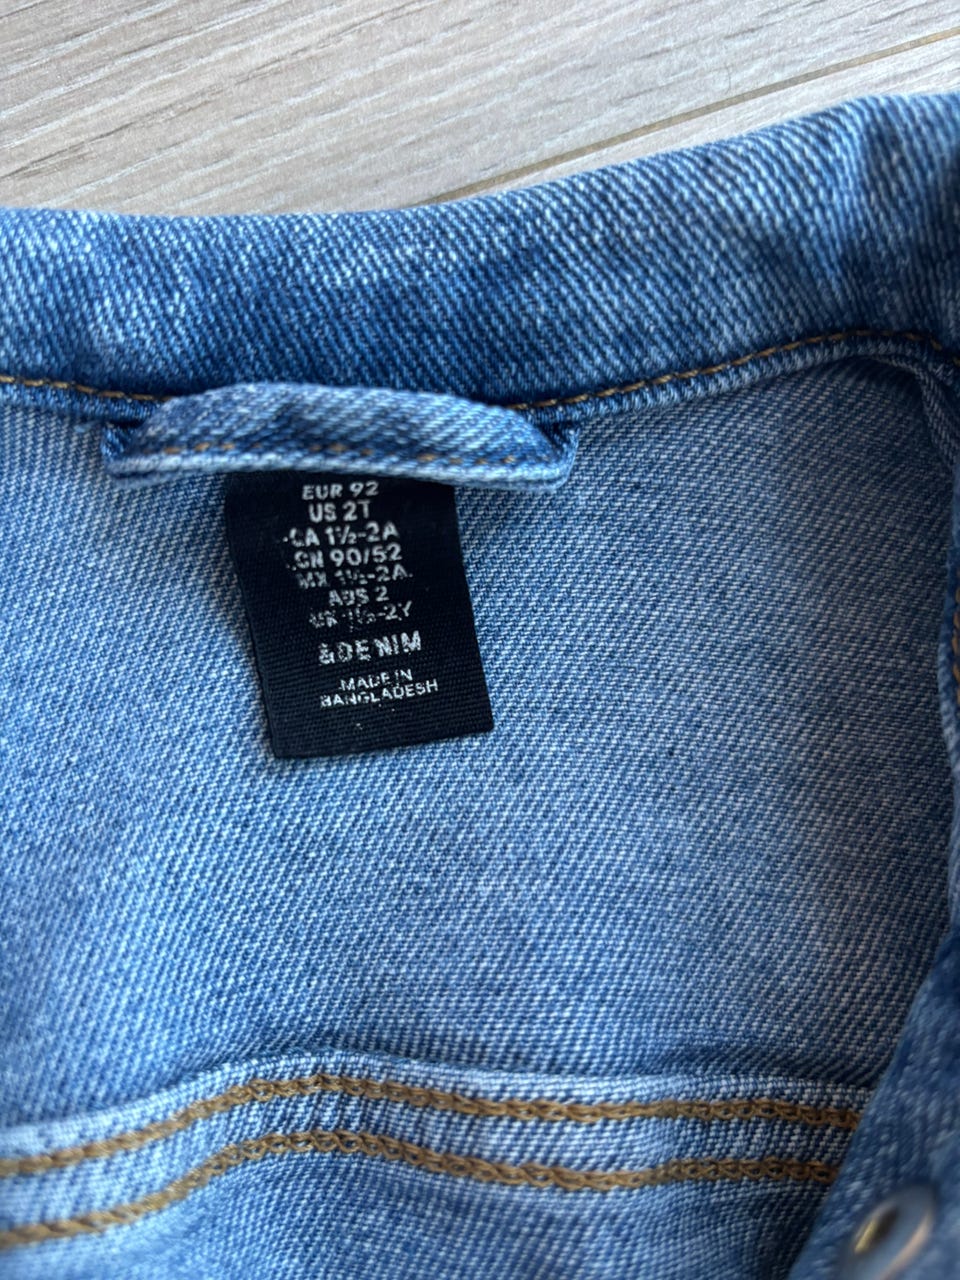 EUR 92
US 2T
CA 1½-2A
CN 90/52
MX 1½-2A
AUS 2
UK 1½-2Y
&DENIM
MADE IN
BANGLADESH